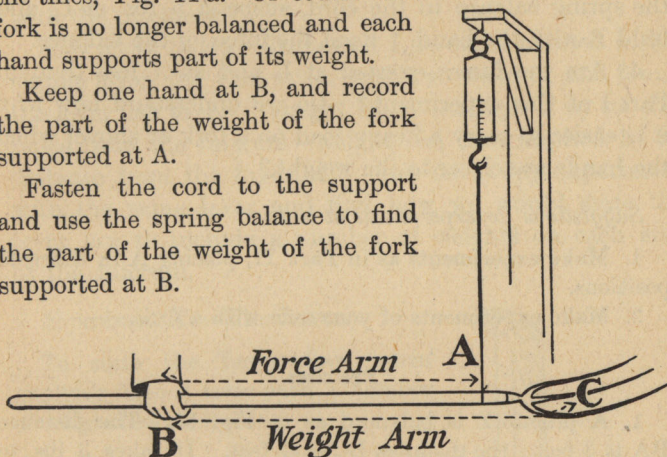 fork is no longer balanced and each
hand supports part of its weight.
Keep one hand at B, and record
the part of the weight of the fork
supported at A.
Fasten the cord to the support
and use the spring balance to find
the part of the weight of the fork
supported at B.
Force Arm
A
C
B
Weight Arm